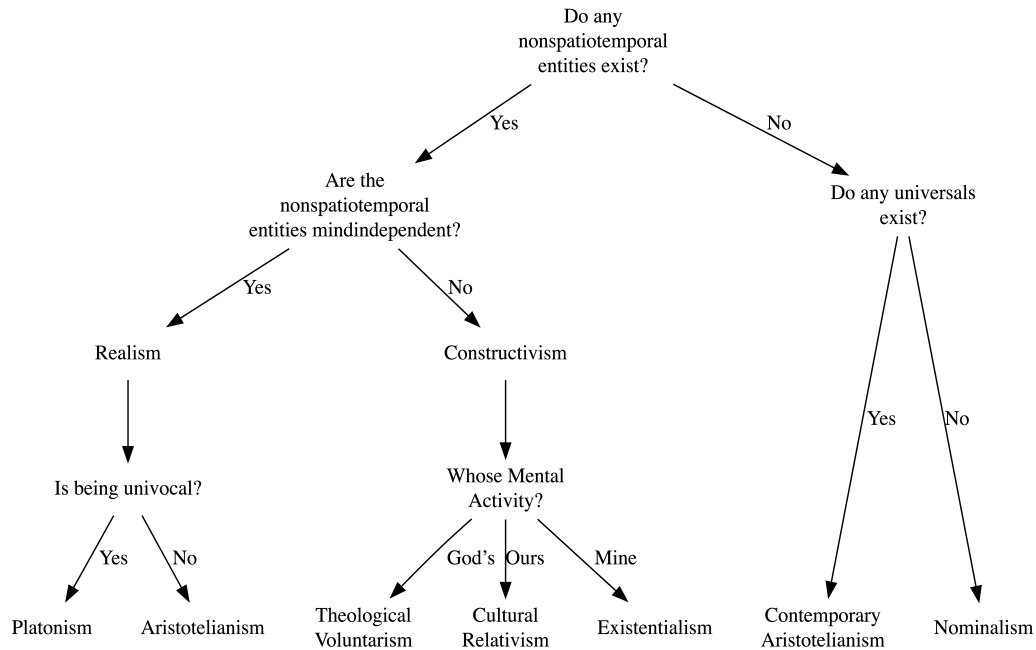 Do any
nonspatiotemporal
entities exist?
Yes
No
Are the
nonspatiotemporal
entities mindindependent?
Do any universals
exist?
Yes
No
Realism
Constructivism
Yes
No
Is being univocal?
Whose Mental
Activity?
Yes
No
God's
Ours
Mine
Platonism
Aristotelianism
Theological
Voluntarism
Cultural
Relativism
Existentialism
Contemporary
Aristotelianism
Nominalism